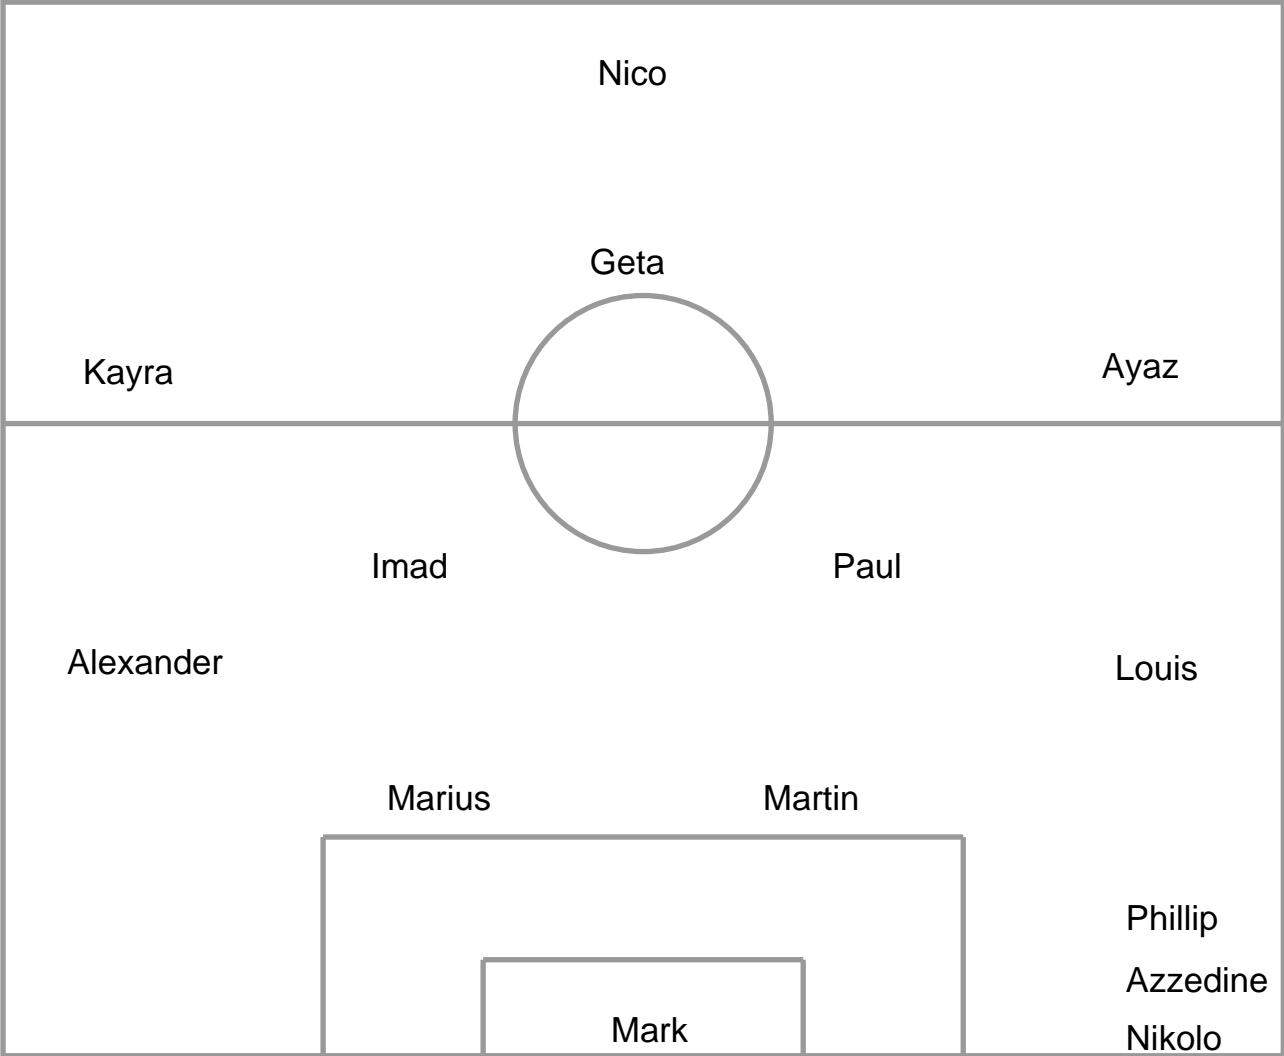 Nico
Geta
Kayra
Ayaz
Imad
Paul
Alexander
Louis
Marius
Martin
Phillip
Azzedine
Mark
Nikolo